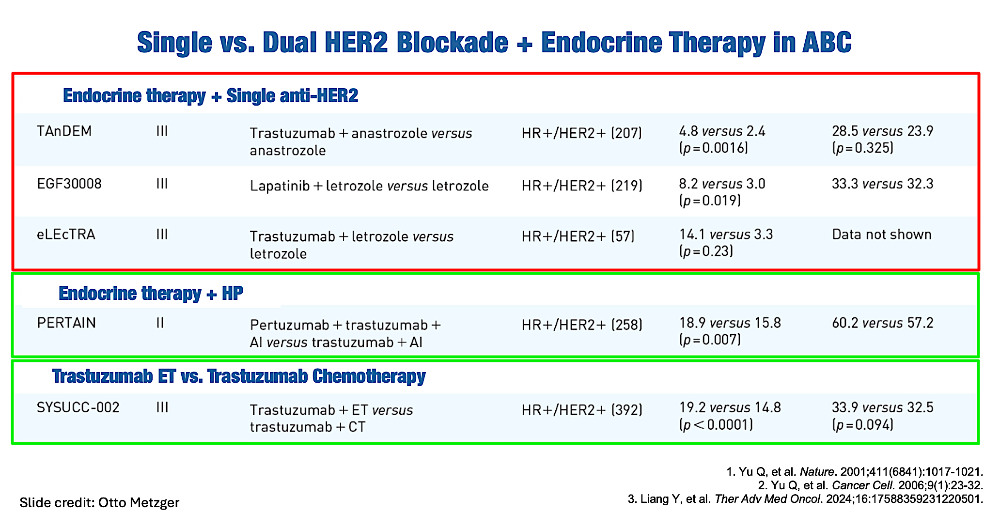 Single vs. Dual HER2 Blockade + Endocrine Therapy in ABC
Endocrine therapy + Single anti-HER2
TAnDEM III Trastuzumab + anastrozole versus HR+/HER2+ (207) 4.8 versus 2.4 28.5 versus 23.9
anastrozole (p=0.0016) (p=0.325)
EGF30008 III Lapatinib + letrozole versus letrozole HR+/HER2+ (219) 8.2 versus 3.0 33.3 versus 32.3
(p=0.019)
eLEcTRA III Trastuzumab + letrozole versus HR+/HER2+ (57) 14.1 versus 3.3 Data not shown
letrozole (p=0.23)
Endocrine therapy + HP
PERTAIN II Pertuzumab + trastuzumab + HR+/HER2+ (258) 18.9 versus 15.8 60.2 versus 57.2
AI versus trastuzumab + AI (p=0.007)
Trastuzumab ET vs. Trastuzumab Chemotherapy
SYSUCC-002 III Trastuzumab + ET versus HR+/HER2+ (392) 19.2 versus 14.8 33.9 versus 32.5
trastuzumab + CT (p<0.0001) (p=0.094)
1. Yu Q, et al. Nature. 2001;411(6841):1017-1021.
2. Yu Q, et al. Cancer Cell. 2006;9(1):23-32.
3. Liang Y, et al. Ther Adv Med Oncol. 2024;16:17588359231220501.
Slide credit: Otto Metzger